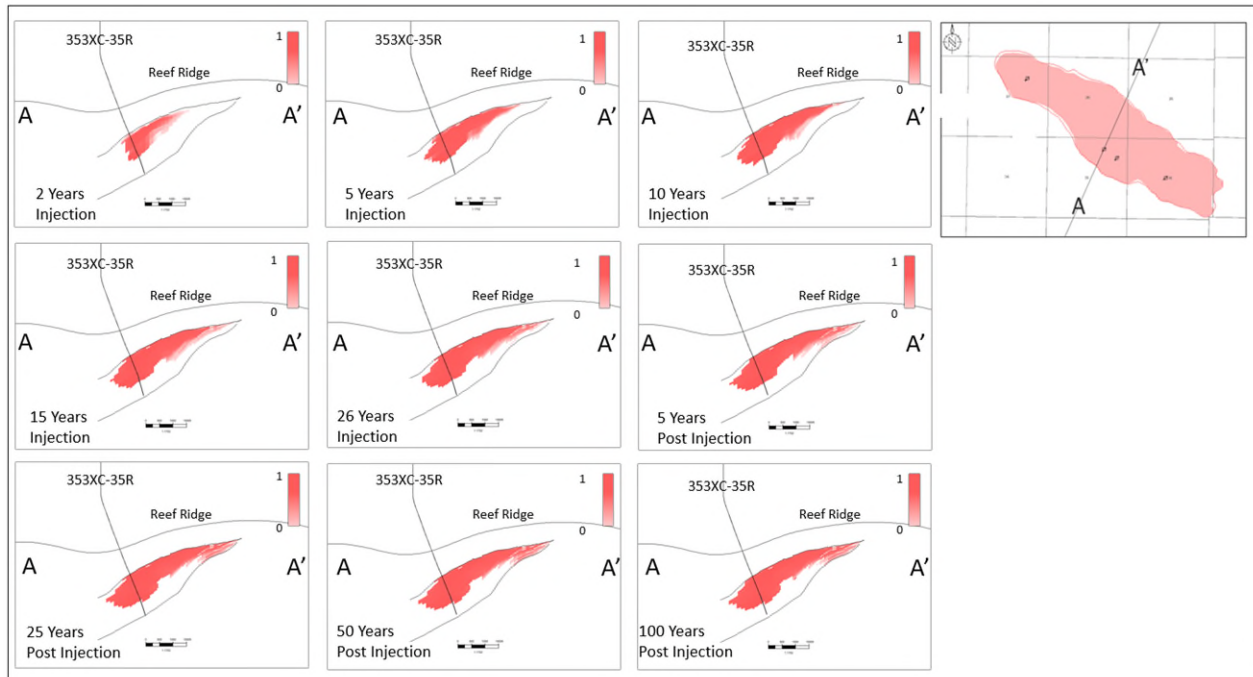 353XC-35R
1
0
Reef Ridge
A
A’
2 Years
Injection
353XC-35R
1
0
Reef Ridge
A
A’
5 Years
Injection
353XC-35R
1
0
Reef Ridge
A
A’
10 Years
Injection
A’
A
353XC-35R
1
0
Reef Ridge
A
A’
15 Years
Injection
353XC-35R
1
0
Reef Ridge
A
A’
26 Years
Injection
353XC-35R
1
0
Reef Ridge
A
A’
5 Years
Post Injection
353XC-35R
1
0
Reef Ridge
A
A’
25 Years
Post Injection
353XC-35R
1
0
Reef Ridge
A
A’
50 Years
Post Injection
353XC-35R
1
0
Reef Ridge
A
A’
100 Years
Post Injection